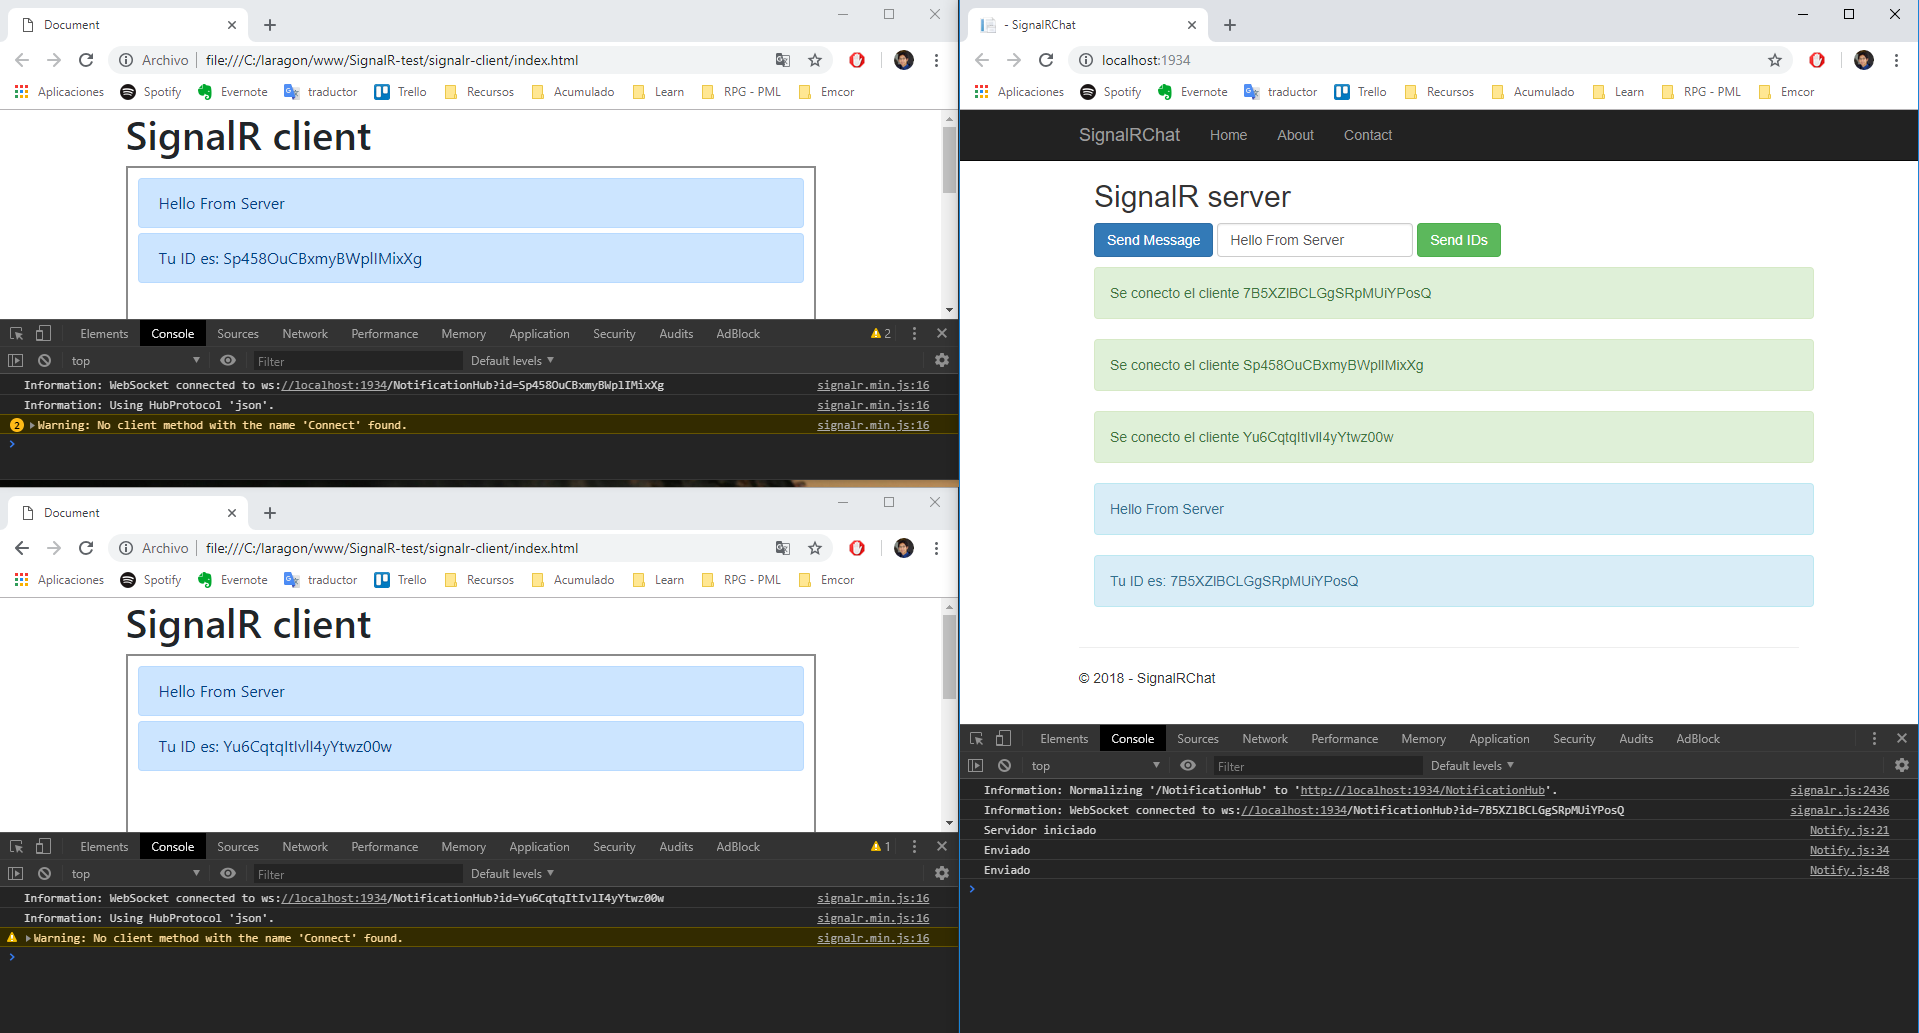 Document
Archivo file:///C:/laragon/www/SignalR-test/signalr-client/index.html
Aplicaciones Spotify Evernote traductor Trello Recursos Acumulado Learn RPG - PML Emcor
SignalR client
Hello From Server
Tu ID es: Sp458OuCBxmyBWplIMixXg
Elements Console Sources Network Performance Memory Application Security Audits AdBlock 2
top Filter Default levels
Information: WebSocket connected to ws://localhost:1934/NotificationHub?id=Sp458OuCBxmyBWplIMixXg signalr.min.js:16
Information: Using HubProtocol 'json'. signalr.min.js:16
2 Warning: No client method with the name 'Connect' found. signalr.min.js:16
Document
Archivo file:///C:/laragon/www/SignalR-test/signalr-client/index.html
Aplicaciones Spotify Evernote traductor Trello Recursos Acumulado Learn RPG - PML Emcor
SignalR client
Hello From Server
Tu ID es: Yu6CqtqItIvlI4yYtwz00w
Elements Console Sources Network Performance Memory Application Security Audits AdBlock 1
top Filter Default levels
Information: WebSocket connected to ws://localhost:1934/NotificationHub?id=Yu6CqtqItIvlI4yYtwz00w signalr.min.js:16
Information: Using HubProtocol 'json'. signalr.min.js:16
Warning: No client method with the name 'Connect' found. signalr.min.js:16
- SignalRChat
localhost:1934
Aplicaciones Spotify Evernote traductor Trello Recursos Acumulado Learn RPG - PML Emcor
SignalRChat Home About Contact
SignalR server
Send Message Hello From Server Send IDs
Se conecto el cliente 7B5XZlBCLGgSRpMUiYPosQ
Se conecto el cliente Sp458OuCBxmyBWplIMixXg
Se conecto el cliente Yu6CqtqItIvlI4yYtwz00w
Hello From Server
Tu ID es: 7B5XZlBCLGgSRpMUiYPosQ
© 2018 - SignalRChat
Elements Console Sources Network Performance Memory Application Security Audits AdBlock
top Filter Default levels
Information: Normalizing '/NotificationHub' to 'http://localhost:1934/NotificationHub'. signalr.js:2436
Information: WebSocket connected to ws://localhost:1934/NotificationHub?id=7B5XZlBCLGgSRpMUiYPosQ signalr.js:2436
Servidor iniciado Notify.js:21
Enviado Notify.js:34
Enviado Notify.js:48